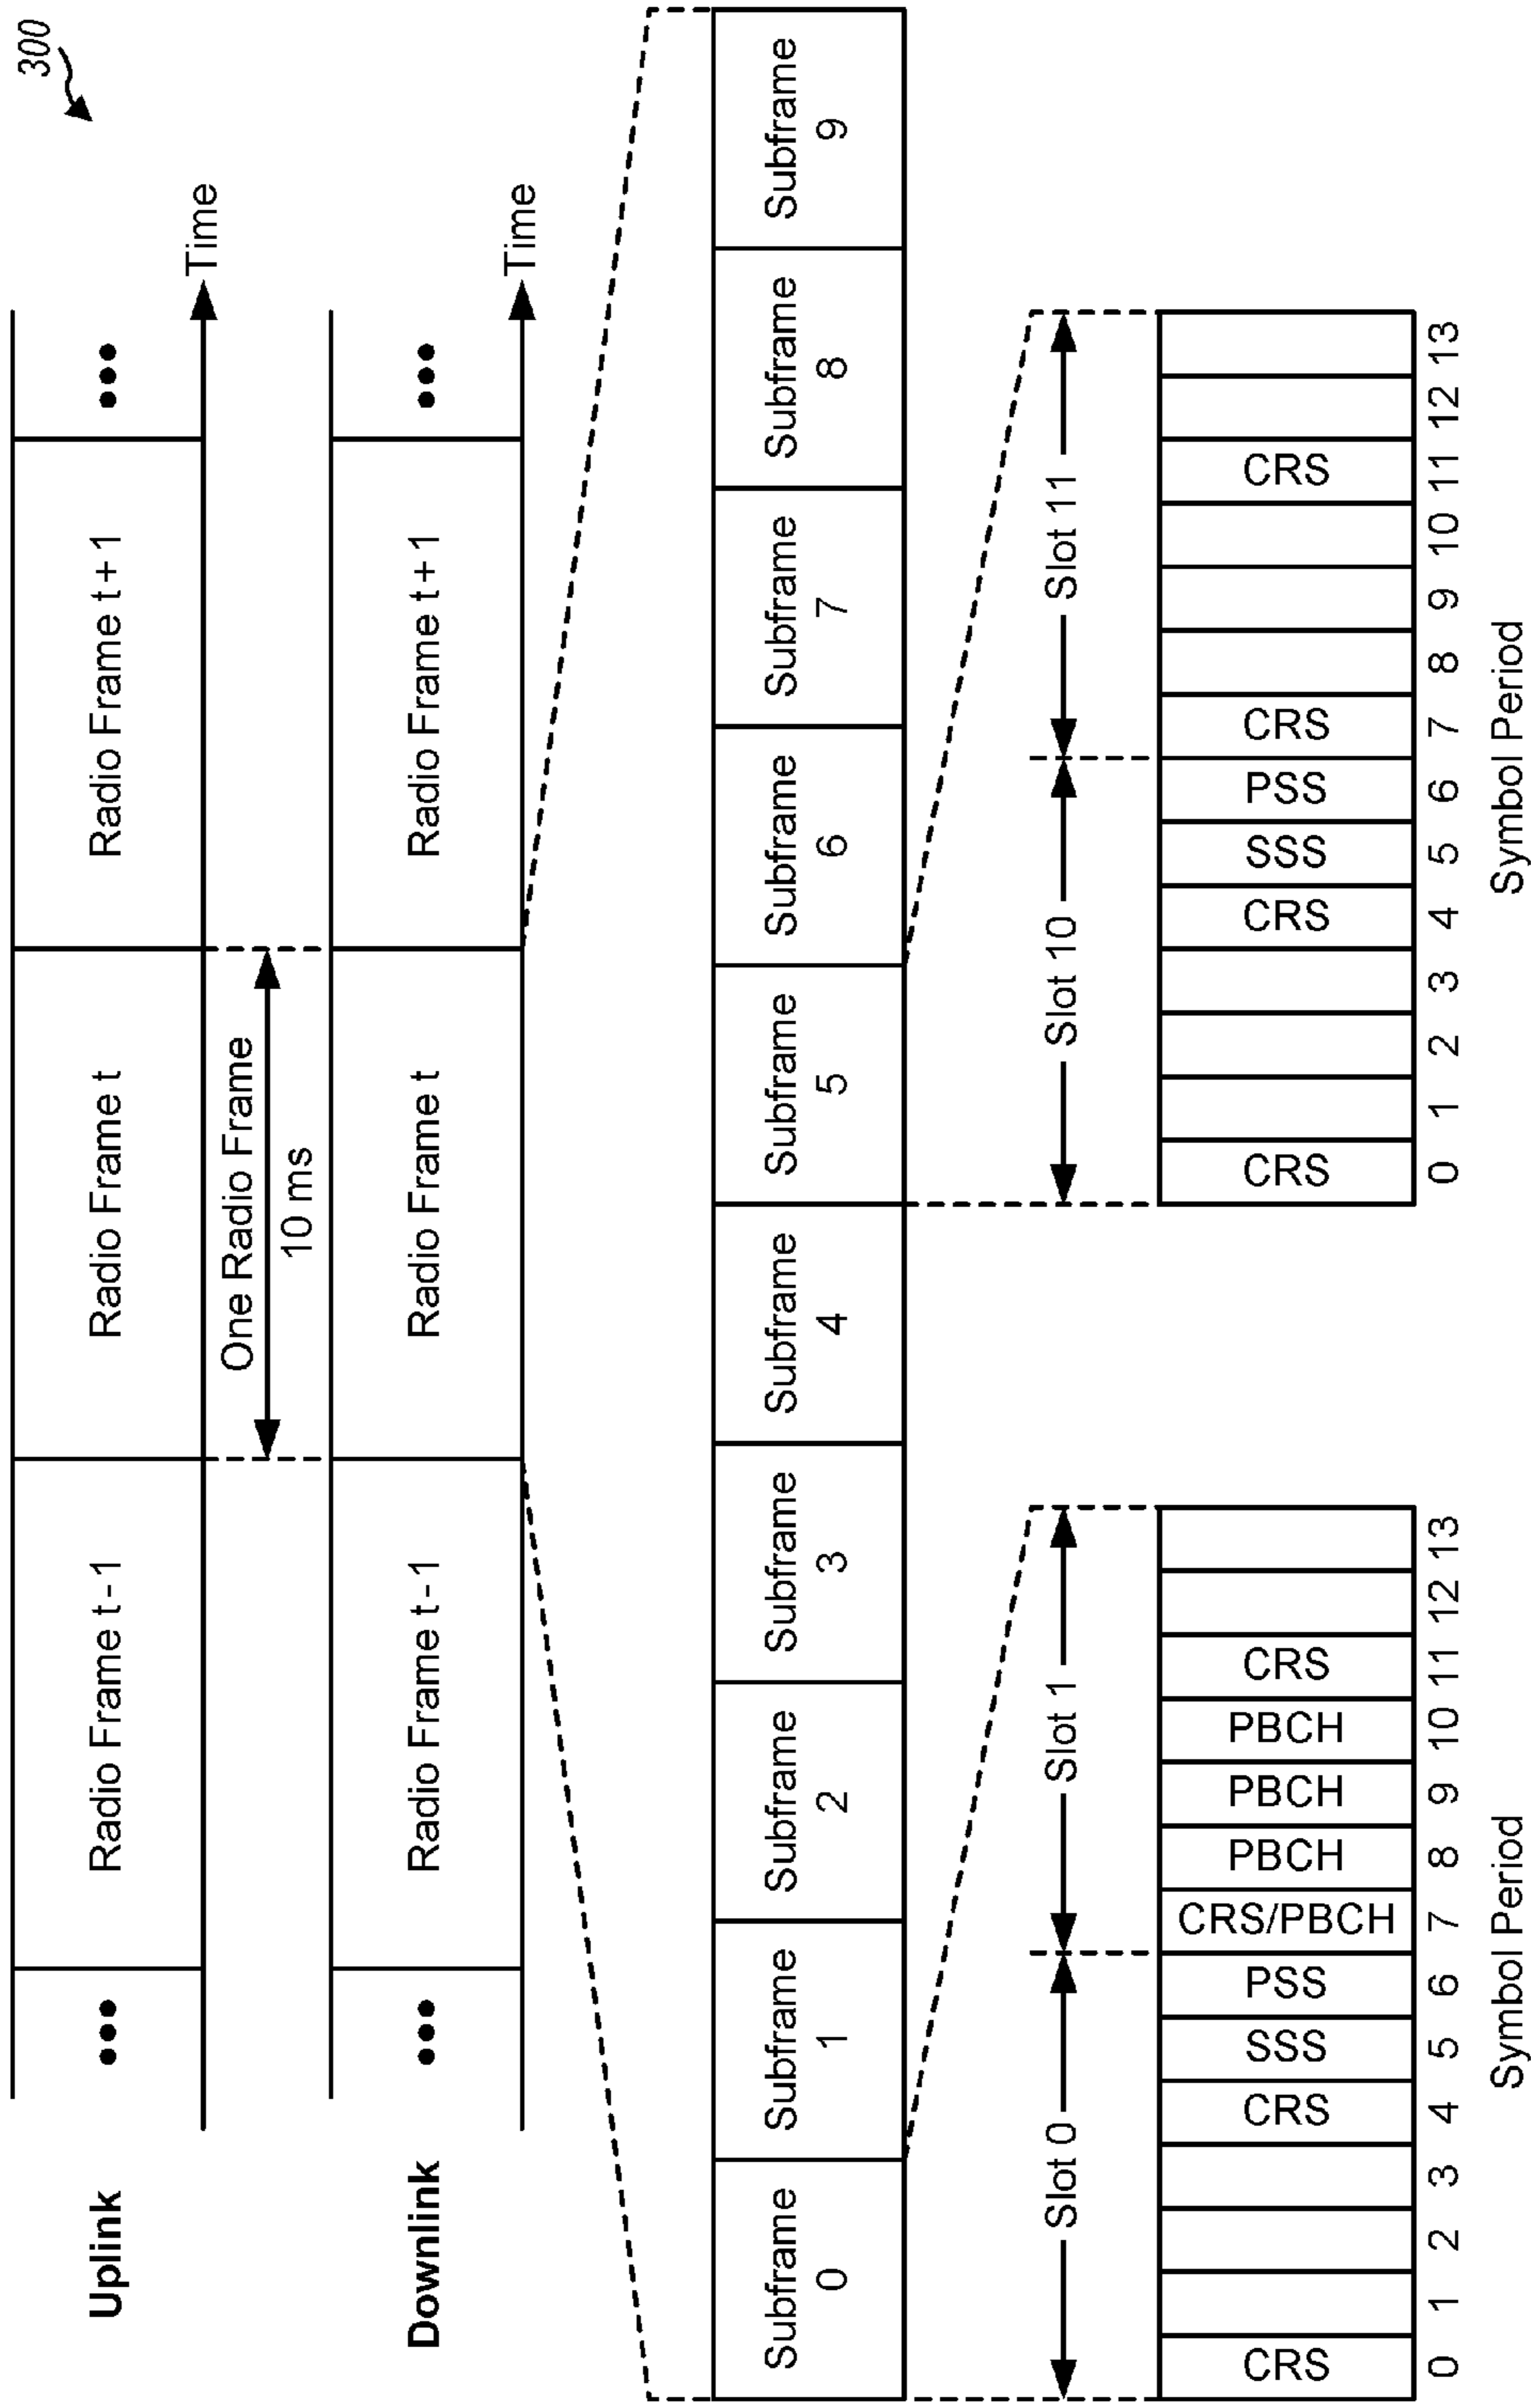 300
Uplink
Radio Frame t-1
Radio Frame t
Radio Frame t+1
Time
One Radio Frame
10 ms
Downlink
Radio Frame t-1
Radio Frame t
Radio Frame t+1
Time
Subframe
0
Subframe
1
Subframe
2
Subframe
3
Subframe
4
Subframe
5
Subframe
6
Subframe
7
Subframe
8
Subframe
9
Slot 0
Slot 1
CRS
CRS
SSS
PSS
CRS/PBCH
PBCH
PBCH
PBCH
CRS
0 1 2 3 4 5 6 7 8 9 10 11 12 13
Symbol Period
Slot 10
Slot 11
CRS
CRS
SSS
PSS
CRS
CRS
0 1 2 3 4 5 6 7 8 9 10 11 12 13
Symbol Period